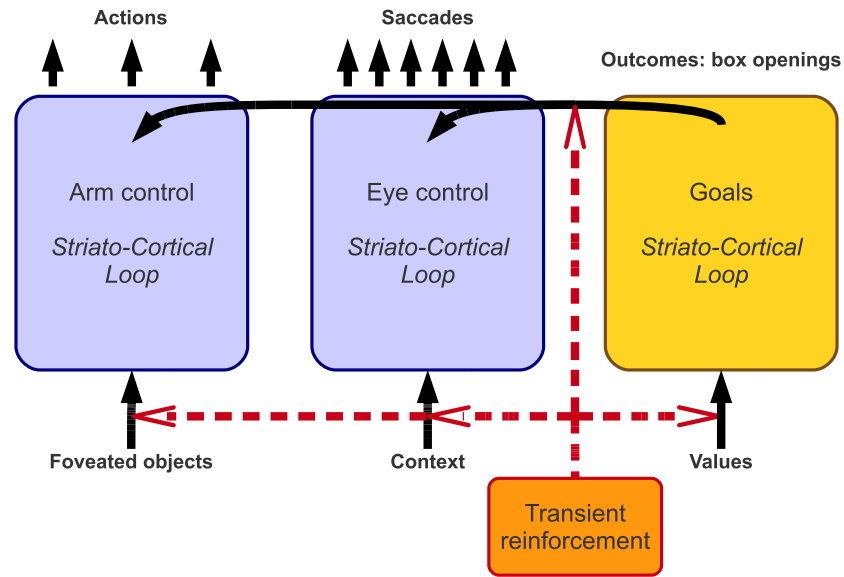 Actions
Saccades
Outcomes: box openings
Arm control
Striato-Cortical
Loop
Eye control
Striato-Cortical
Loop
Goals
Striato-Cortical
Loop
Foveated objects
Context
Values
Transient
reinforcement